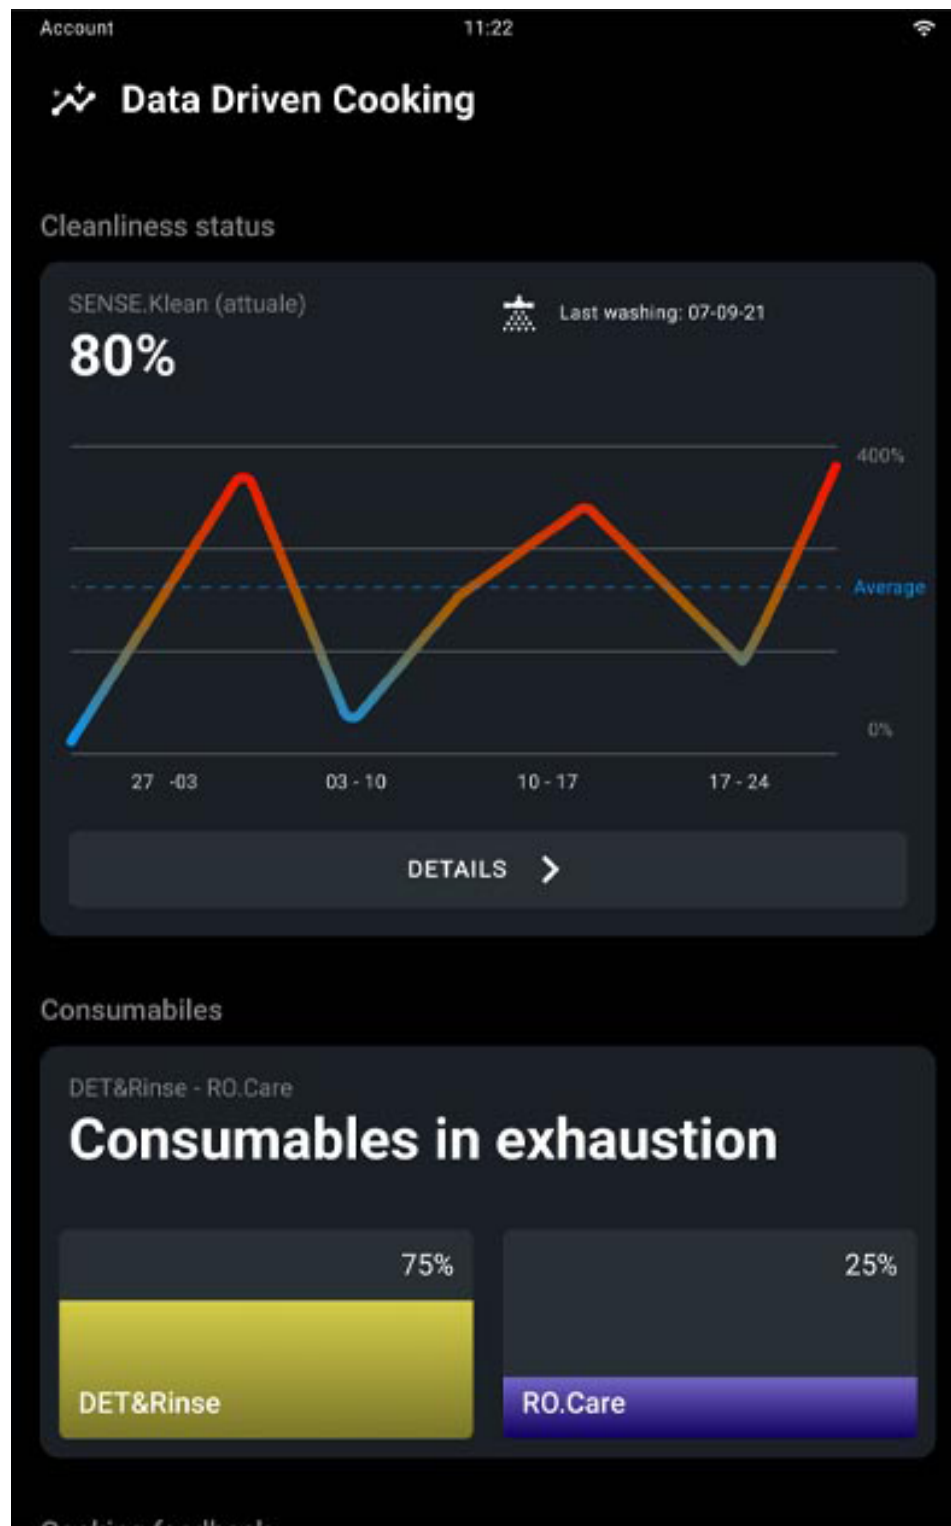 Account 11:22
Data Driven Cooking
Cleanliness status
SENSE.Klean (attuale)
80%
Last washing: 07-09-21
400%
Average
0%
27 -03 03 - 10 10 - 17 17 - 24
DETAILS
Consumabiles
DET&Rinse - RO.Care
Consumables in exhaustion
75%
DET&Rinse
25%
RO.Care